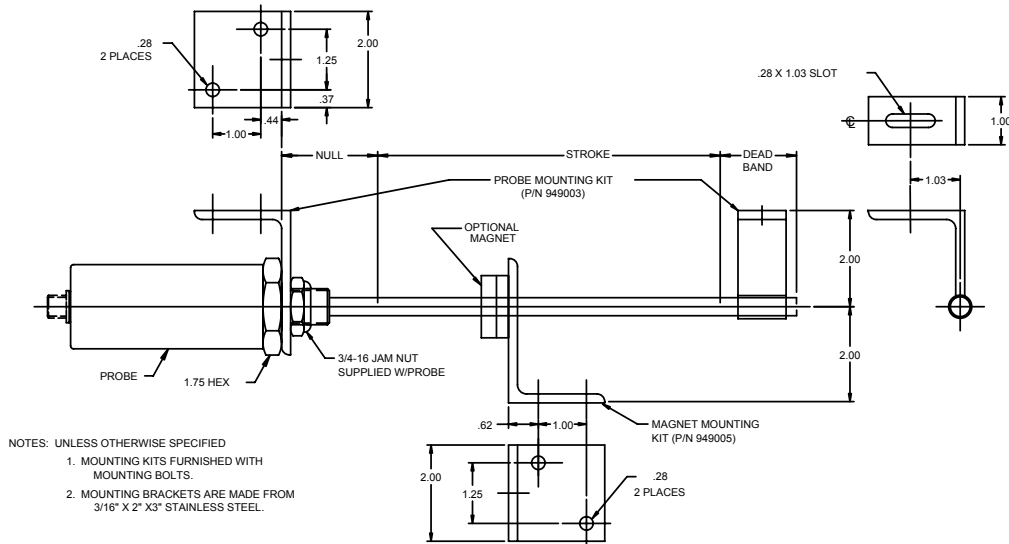 .28
2 PLACES
2.00
1.25
.37
.44
1.00
.28 X 1.03 SLOT
℄
1.00
1.03
NULL
STROKE
DEAD
BAND
PROBE MOUNTING KIT
(P/N 949003)
OPTIONAL
MAGNET
2.00
2.00
3/4-16 JAM NUT
SUPPLIED W/PROBE
PROBE
1.75 HEX
.62
1.00
MAGNET MOUNTING
KIT (P/N 949005)
2.00
1.25
.28
2 PLACES
NOTES: UNLESS OTHERWISE SPECIFIED
1. MOUNTING KITS FURNISHED WITH
MOUNTING BOLTS.
2. MOUNTING BRACKETS ARE MADE FROM
3/16" X 2" X3" STAINLESS STEEL.